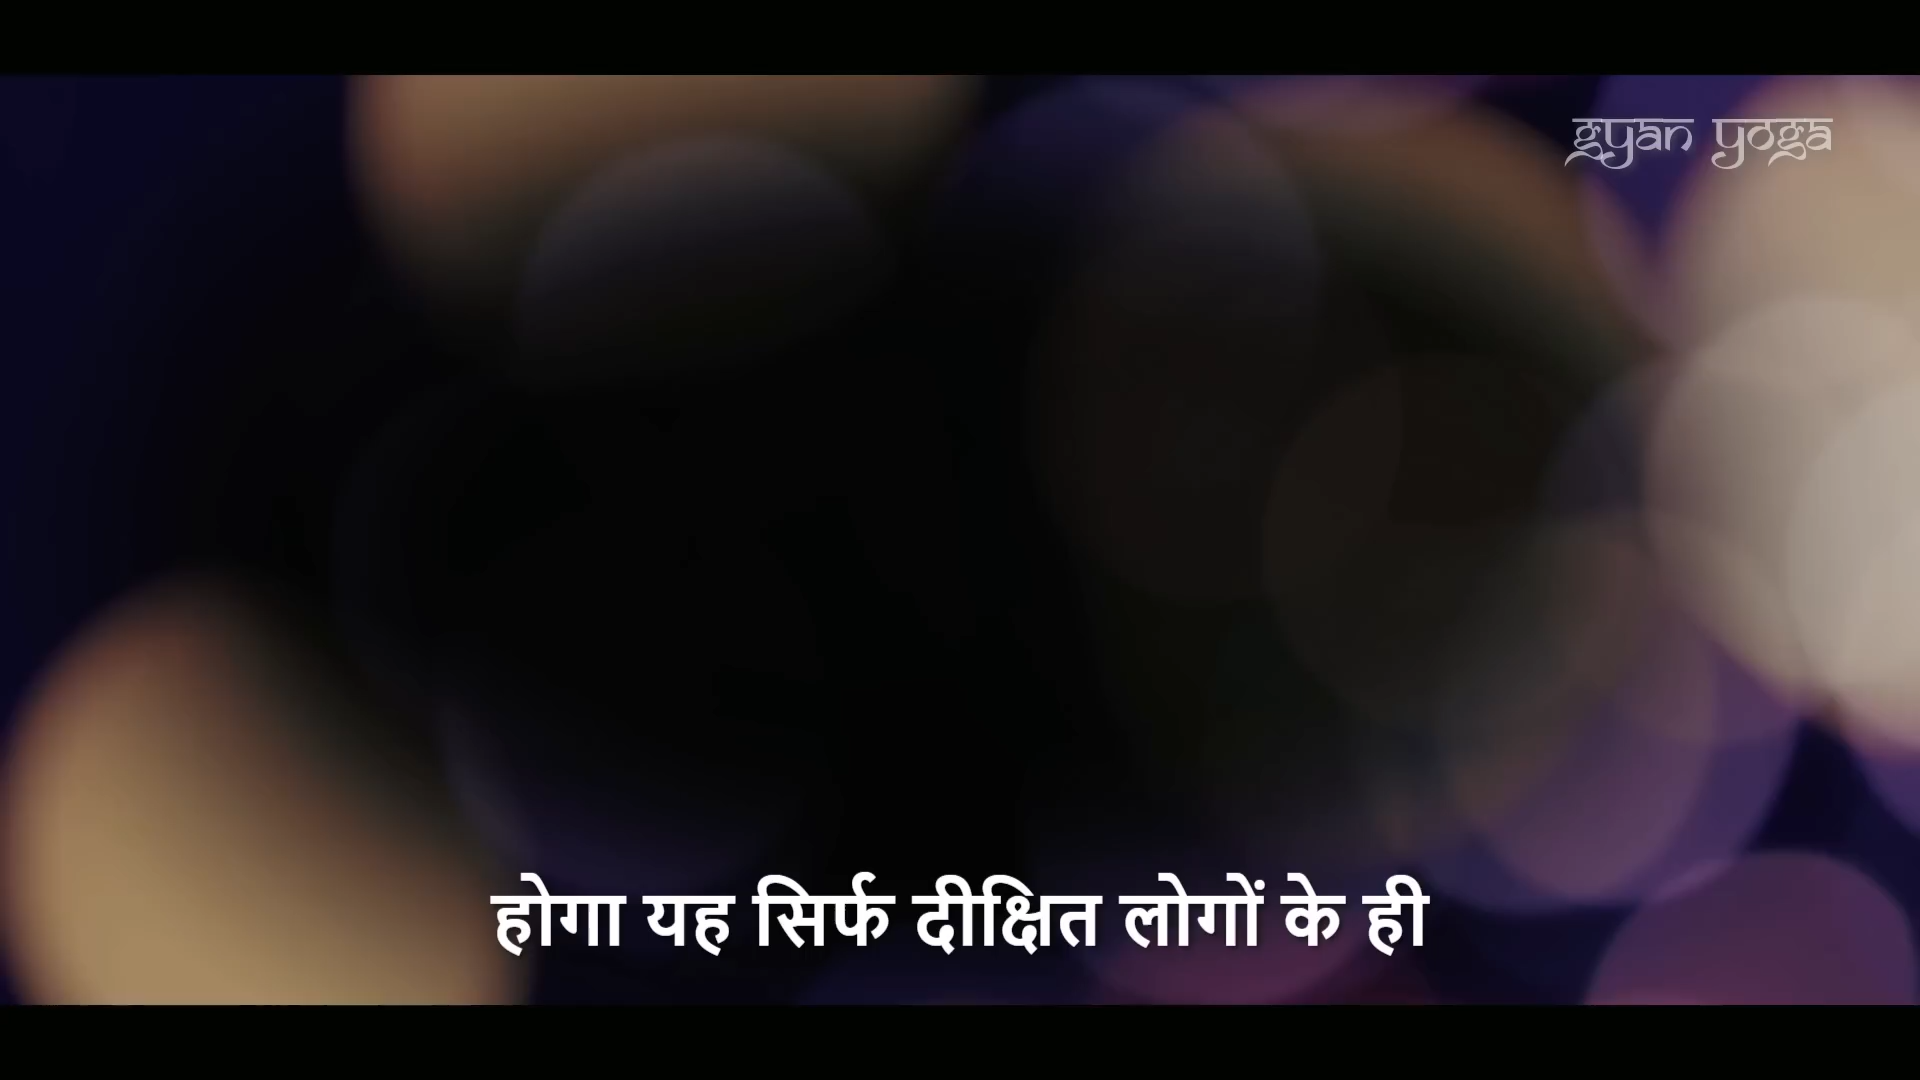 gyan yoga
होगा यह सिर्फ दीक्षित लोगों के ही